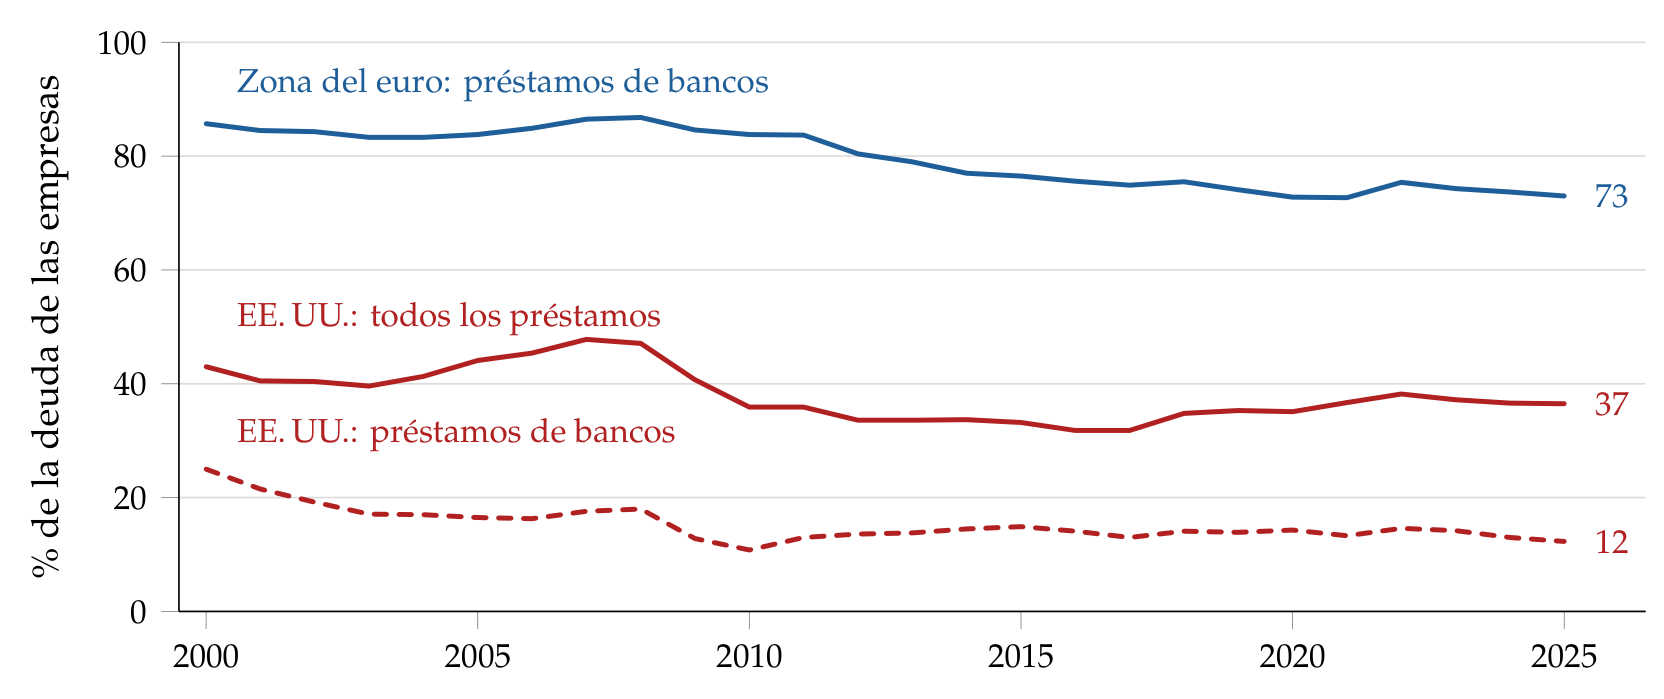 % de la deuda de las empresas
100
80
60
40
20
0
Zona del euro: préstamos de bancos
73
EE. UU.: todos los préstamos
37
EE. UU.: préstamos de bancos
12
2000 2005 2010 2015 2020 2025